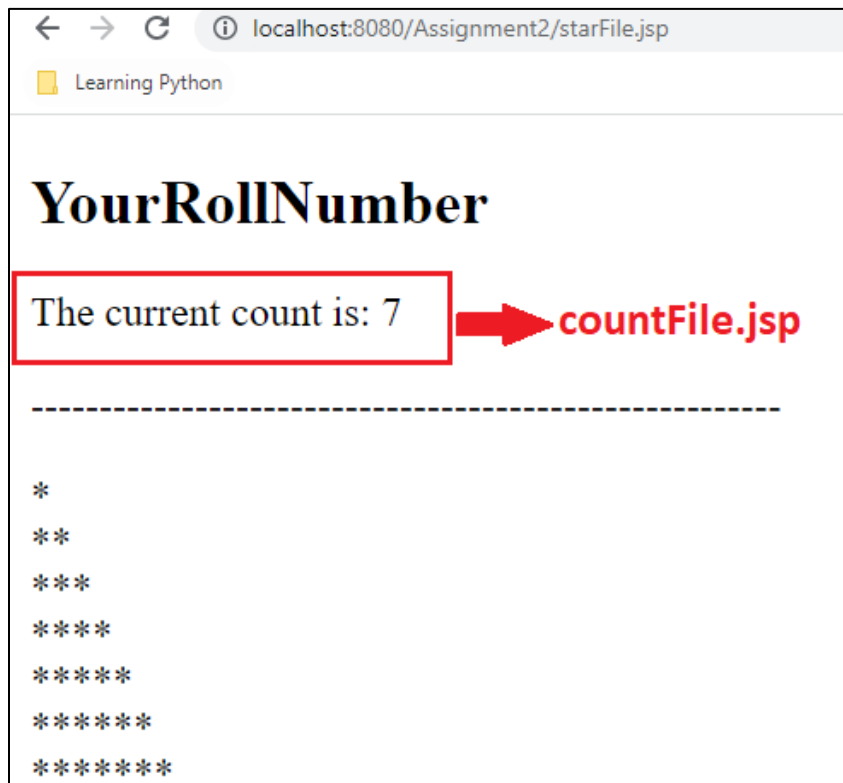 localhost:8080/Assignment2/starFile.jsp
Learning Python
YourRollNumber
The current count is: 7
countFile.jsp
-------------------------------------------------------
*
**
***
****
*****
******
*******